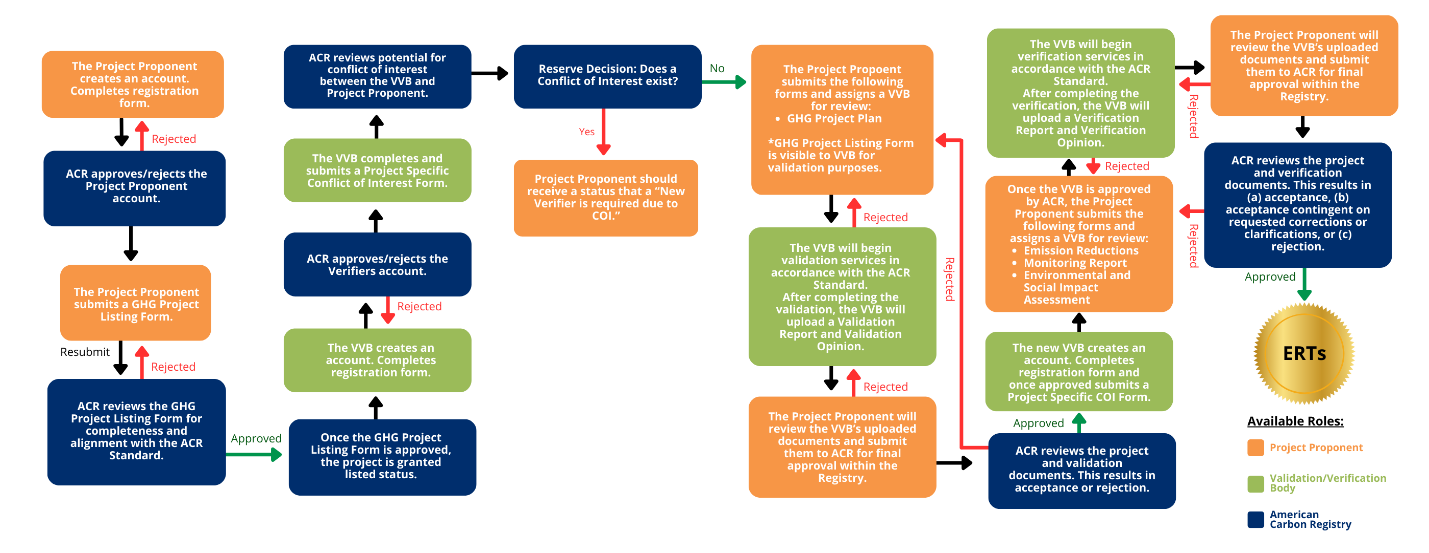 The Project Proponent
creates an account.
Completes registration
form.
Rejected
ACR approves/rejects the
Project Proponent
account.
The Project Proponent
submits a GHG Project
Listing Form.
Resubmit
Rejected
ACR reviews the GHG
Project Listing Form for
completeness and
alignment with the ACR
Standard.
Approved
Once the GHG Project
Listing Form is approved,
the project is granted
listed status.
The VVB creates an
account. Completes
registration form.
Rejected
ACR approves/rejects the
Verifiers account.
The VVB completes and
submits a Project Specific
Conflict of Interest Form.
ACR reviews potential for
conflict of interest
between the VVB and
Project Proponent.
Reserve Decision: Does a
Conflict of Interest exist?
No
Yes
Project Proponent should
receive a status that a “New
Verifier is required due to
COI.”
The Project Propoent
submits the following
forms and assigns a VVB
for review:
• GHG Project Plan
*GHG Project Listing Form
is visible to VVB for
validation purposes.
Rejected
The VVB will begin
validation services in
accordance with the ACR
Standard.
After completing the
validation, the VVB will
upload a Validation
Report and Validation
Opinion.
Rejected
The Project Proponent will
review the VVB’s uploaded
documents and submit
them to ACR for final
approval within the
Registry.
Rejected
ACR reviews the project
and validation
documents. This results in
acceptance or rejection.
Approved
The new VVB creates an
account. Completes
registration form and
once approved submits a
Project Specific COI Form.
Once the VVB is approved
by ACR, the Project
Proponent submits the
following forms and
assigns a VVB for review:
• Emission Reductions
• Monitoring Report
• Environmental and
Social Impact
Assessment
Rejected
The VVB will begin
verification services in
accordance with the ACR
Standard.
After completing the
verification, the VVB will
upload a Verification
Report and Verification
Opinion.
Rejected
The Project Proponent will
review the VVB’s uploaded
documents and submit
them to ACR for final
approval within the
Registry.
ACR reviews the project
and verification
documents. This results in
(a) acceptance, (b)
acceptance contingent on
requested corrections or
clarifications, or (c)
rejection.
Rejected
Approved
ERTs
Available Roles:
Project Proponent
Validation/Verification
Body
American
Carbon Registry